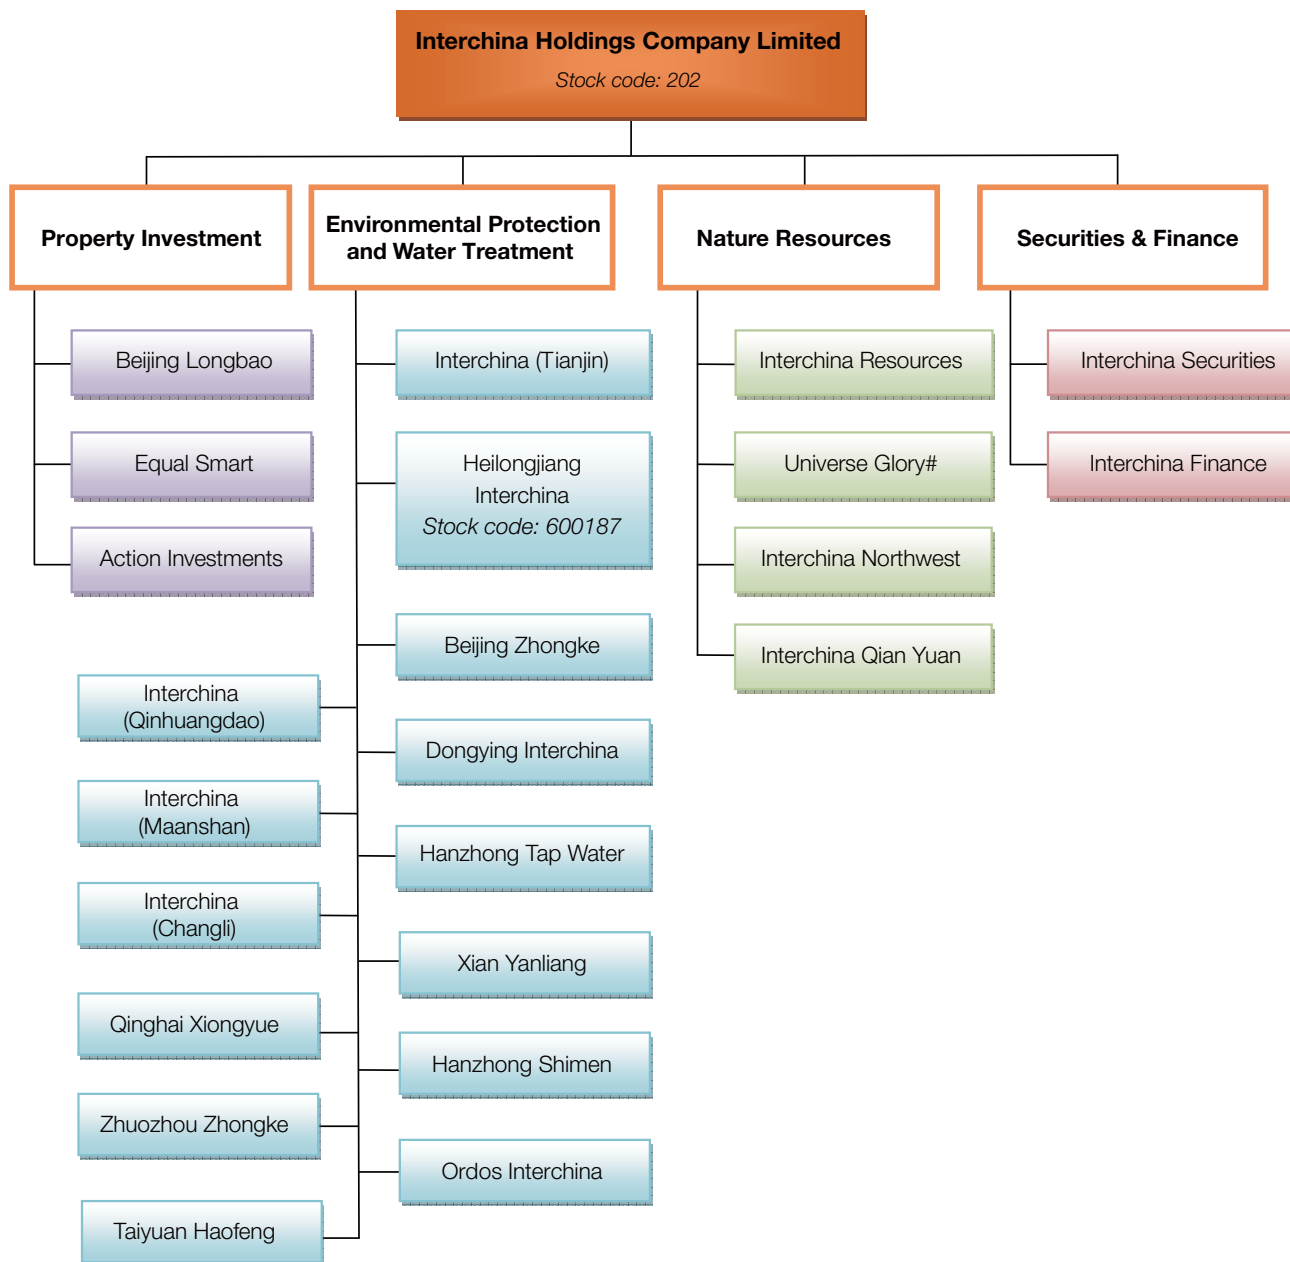 Interchina Holdings Company Limited
Stock code: 202
Property Investment
Environmental Protection
and Water Treatment
Nature Resources
Securities & Finance
Beijing Longbao
Equal Smart
Action Investments
Interchina (Tianjin)
Heilongjiang
Interchina
Stock code: 600187
Beijing Zhongke
Dongying Interchina
Hanzhong Tap Water
Xian Yanliang
Hanzhong Shimen
Ordos Interchina
Interchina
(Qinhuangdao)
Interchina
(Maanshan)
Interchina
(Changli)
Qinghai Xiongyue
Zhuozhou Zhongke
Taiyuan Haofeng
Interchina Resources
Universe Glory#
Interchina Northwest
Interchina Qian Yuan
Interchina Securities
Interchina Finance